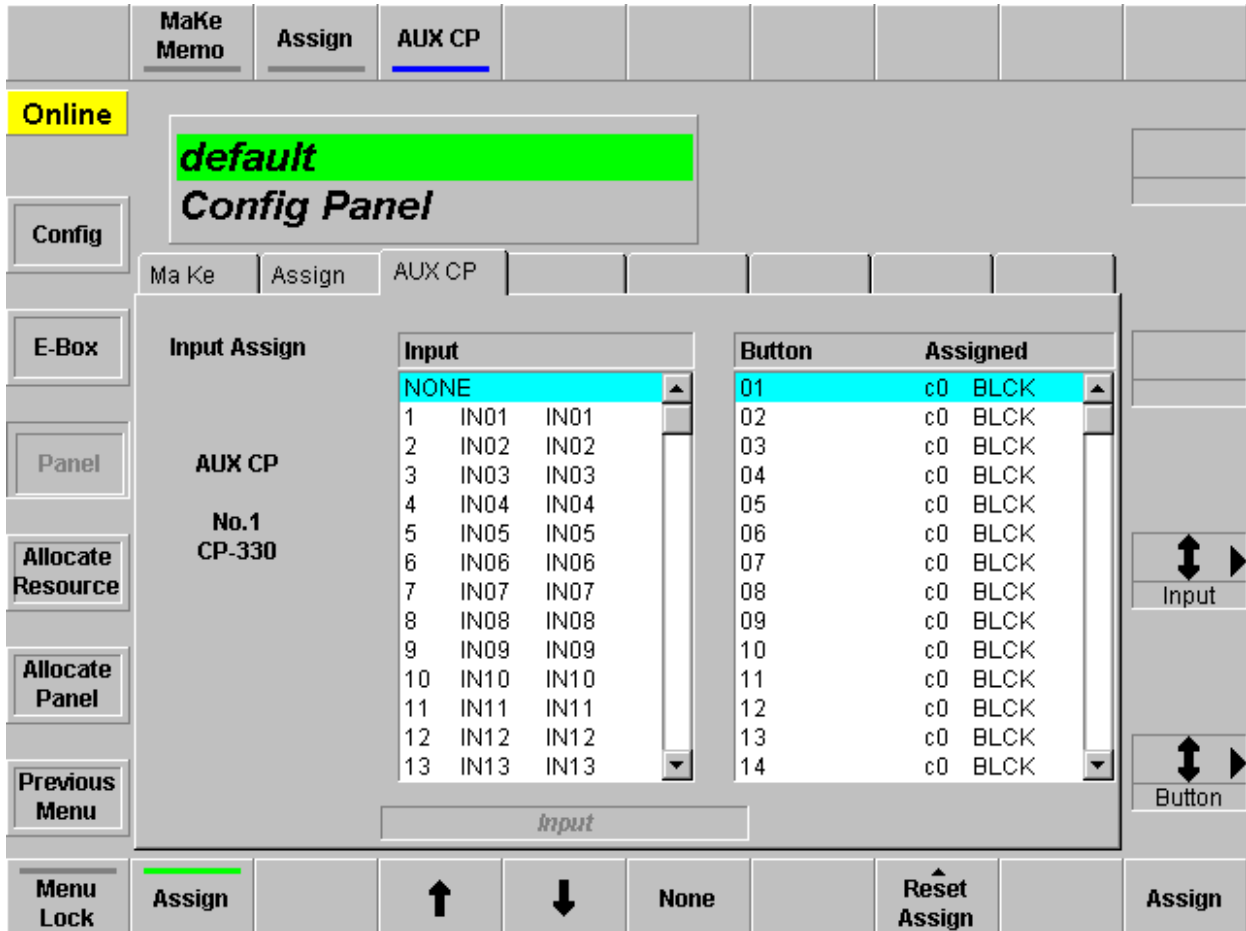 MaKe
Memo
Assign
AUX CP
Online
default
Config Panel
Config
Ma Ke
Assign
AUX CP
E-Box
Input Assign
Input
Button Assigned
NONE
1 IN01 IN01
2 IN02 IN02
3 IN03 IN03
4 IN04 IN04
5 IN05 IN05
6 IN06 IN06
7 IN07 IN07
8 IN08 IN08
9 IN09 IN09
10 IN10 IN10
11 IN11 IN11
12 IN12 IN12
13 IN13 IN13
01 c0 BLCK
02 c0 BLCK
03 c0 BLCK
04 c0 BLCK
05 c0 BLCK
06 c0 BLCK
07 c0 BLCK
08 c0 BLCK
09 c0 BLCK
10 c0 BLCK
11 c0 BLCK
12 c0 BLCK
13 c0 BLCK
14 c0 BLCK
Panel
AUX CP
No.1
CP-330
Allocate
Resource
Input
Allocate
Panel
Previous
Menu
Button
Input
Menu
Lock
Assign
None
Reset
Assign
Assign